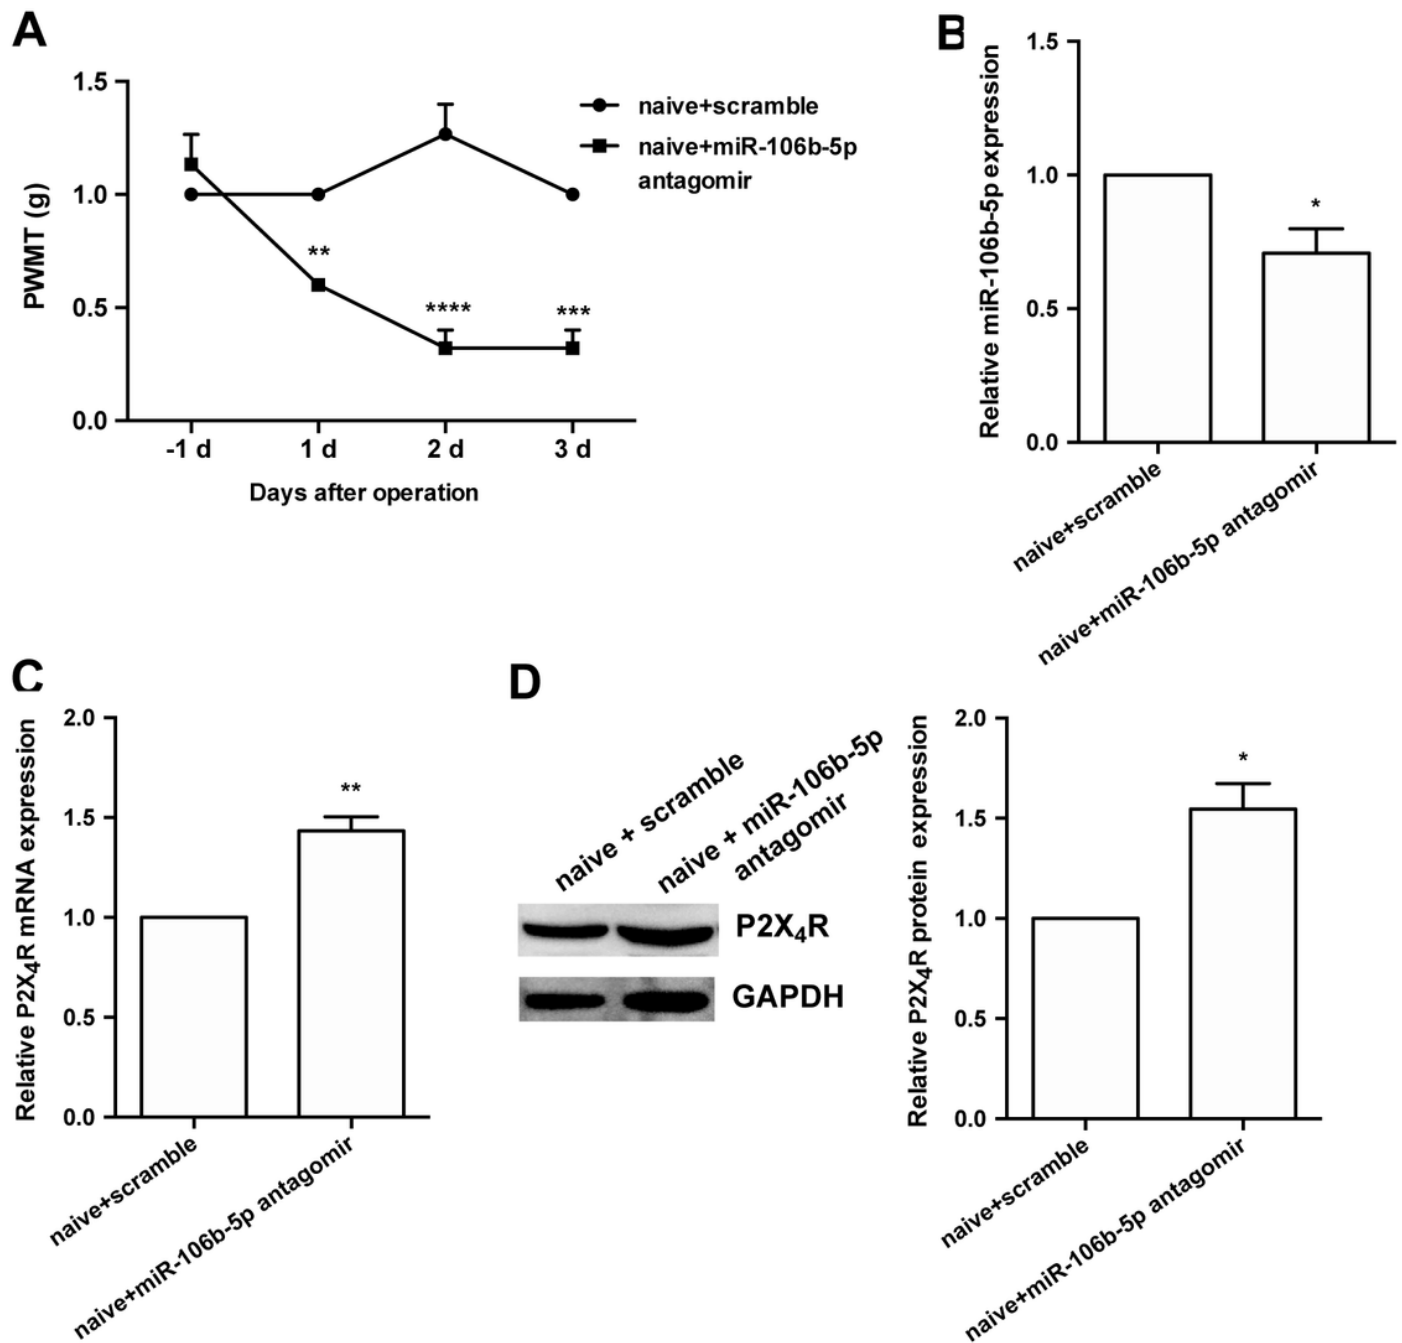 A
PWMT (g)
1.5
1.0
0.5
0.0
**
****
***
-1 d
1 d
2 d
3 d
Days after operation
naive+scramble
naive+miR-106b-5p
antagomir
B
Relative miR-106b-5p expression
1.5
1.0
0.5
0.0
*
naive+scramble
naive+miR-106b-5p antagomir
C
Relative P2X₄R mRNA expression
2.0
1.5
1.0
0.5
0.0
**
naive+scramble
naive+miR-106b-5p antagomir
D
naive + scramble
naive + miR-106b-5p
antagomir
P2X₄R
GAPDH
Relative P2X₄R protein expression
2.0
1.5
1.0
0.5
0.0
*
naive+scramble
naive+miR-106b-5p antagomir